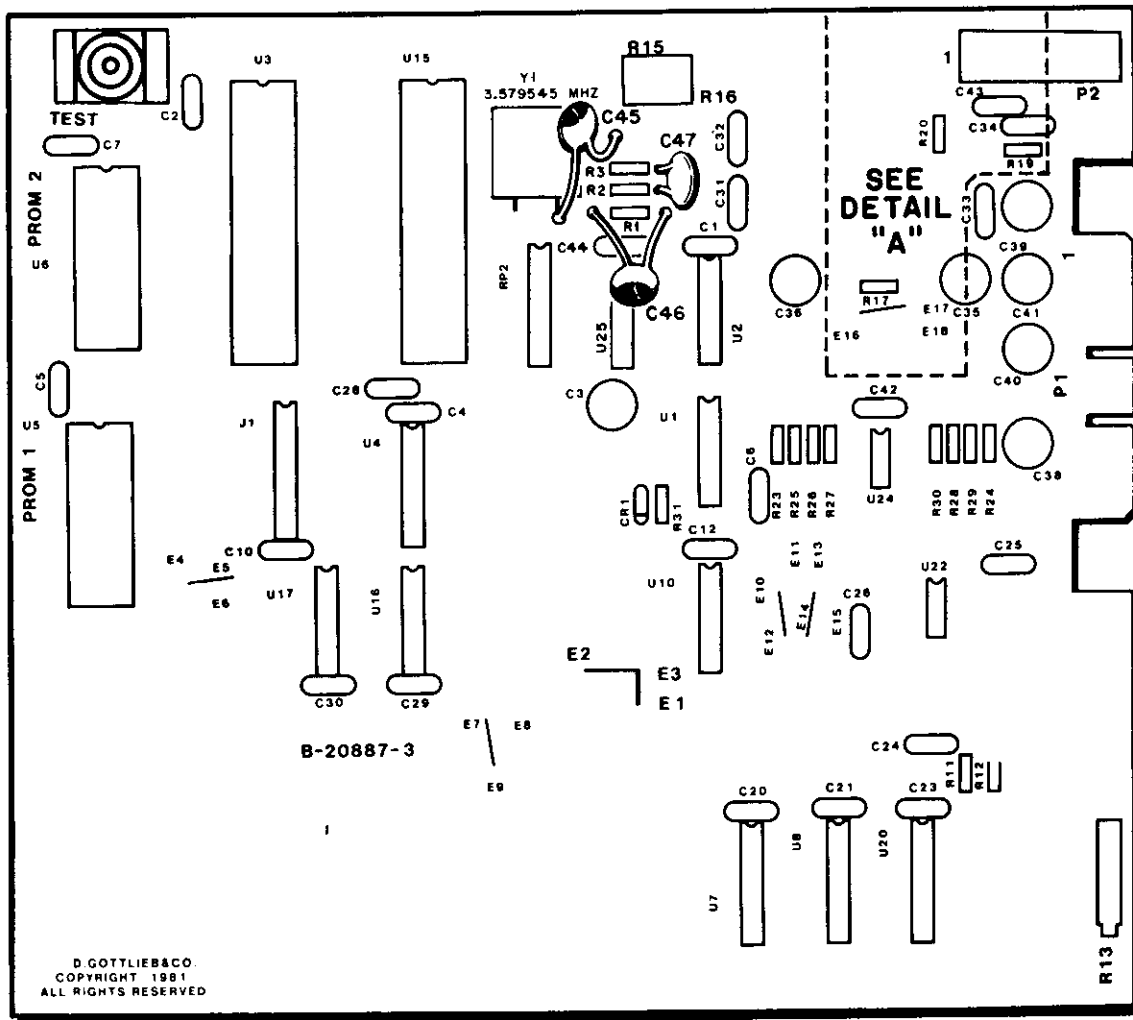 U3
U15
R15
1
Y1
3.579545 MHZ
R16
P2
TEST
C2
C45
C43
C7
C32
C47
R20
C34
R3
R19
PROM 2
R2
SEE
DETAIL
"A"
C31
C33
U6
R1
C44
C1
C39
1
RP2
R17
E17
C36
C35
C41
C46
E16
E18
U25
U2
C40
P1
C5
C28
C3
C42
U5
J1
C4
U4
U1
PROM 1
C6
C38
U24
CR1
R31
R23
R25
R26
R27
R30
R28
R29
R24
C12
E11
E13
C25
E4
C10
E5
E6
U17
U16
U10
E10
C26
U22
E12
E14
E15
E2
E3
E1
C30
C29
E7
E8
B-20887-3
C24
R11
R12
E9
C20
C21
C23
U8
U20
U7
R13
D.GOTTLIEB&CO.
COPYRIGHT 1981
ALL RIGHTS RESERVED